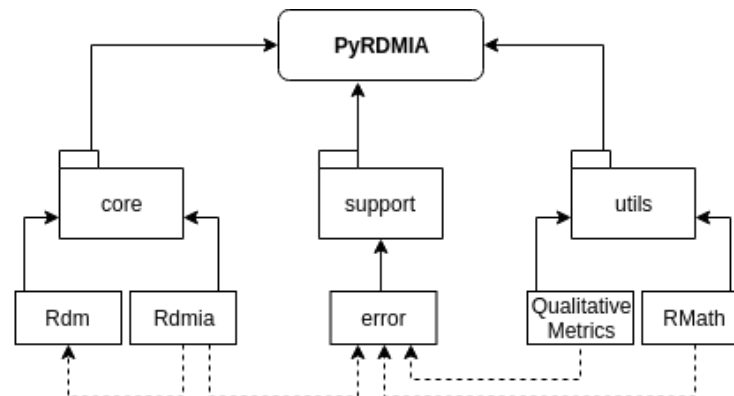 PyRDMIA
core
support
utils
Rdm
Rdmia
error
Qualitative
Metrics
RMath